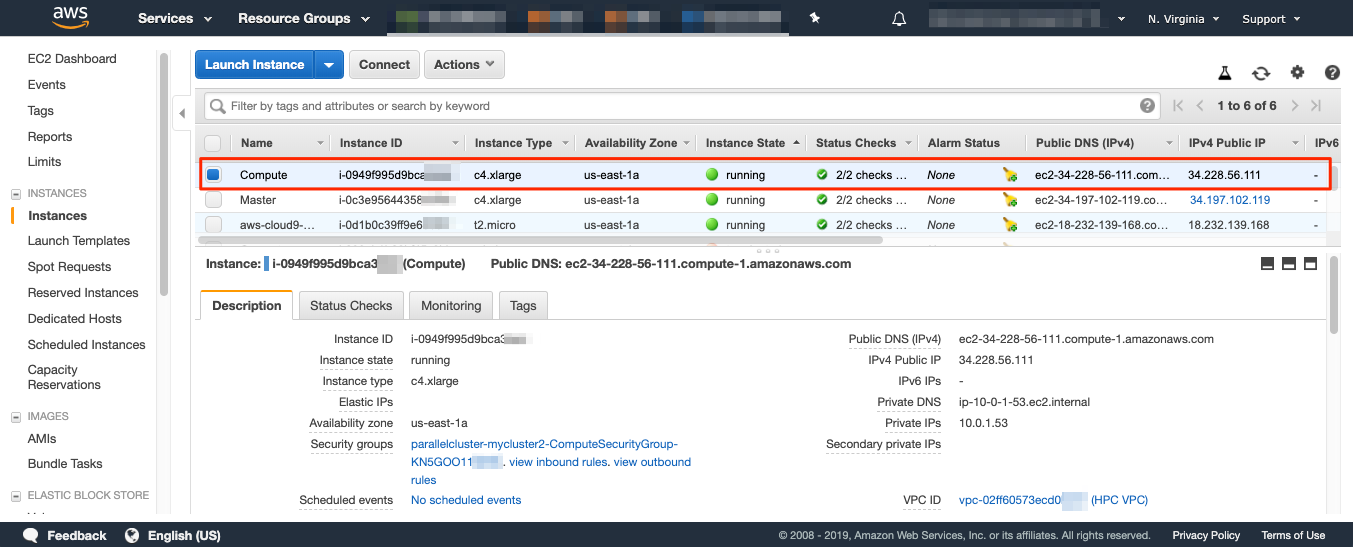 aws
Services
Resource Groups
N. Virginia
Support
EC2 Dashboard
Events
Tags
Reports
Limits
INSTANCES
Instances
Launch Templates
Spot Requests
Reserved Instances
Dedicated Hosts
Scheduled Instances
Capacity
Reservations
IMAGES
AMIs
Bundle Tasks
ELASTIC BLOCK STORE
Launch Instance Connect Actions
Filter by tags and attributes or search by keyword
1 to 6 of 6
Name Instance ID Instance Type Availability Zone Instance State Status Checks Alarm Status Public DNS (IPv4) IPv4 Public IP IPv6
Compute i-0949f995d9bca c4.xlarge us-east-1a running 2/2 checks ... None ec2-34-228-56-111.com... 34.228.56.111 -
Master i-0c3e95644358 c4.xlarge us-east-1a running 2/2 checks ... None ec2-34-197-102-119.co... 34.197.102.119 -
aws-cloud9-... i-0d1b0c39ff9e6 t2.micro us-east-1a running 2/2 checks ... None ec2-18-232-139-168.co... 18.232.139.168 -
Instance: i-0949f995d9bca3 (Compute) Public DNS: ec2-34-228-56-111.compute-1.amazonaws.com
Description Status Checks Monitoring Tags
Instance ID i-0949f995d9bca3
Instance state running
Instance type c4.xlarge
Elastic IPs
Availability zone us-east-1a
Security groups parallelcluster-mycluster2-ComputeSecurityGroup-
KN5GOO11 . view inbound rules. view outbound
rules
Scheduled events No scheduled events
Public DNS (IPv4) ec2-34-228-56-111.compute-1.amazonaws.com
IPv4 Public IP 34.228.56.111
IPv6 IPs -
Private DNS ip-10-0-1-53.ec2.internal
Private IPs 10.0.1.53
Secondary private IPs
VPC ID vpc-02ff60573ecd0 (HPC VPC)
Feedback English (US)
© 2008 - 2019, Amazon Web Services, Inc. or its affiliates. All rights reserved. Privacy Policy Terms of Use